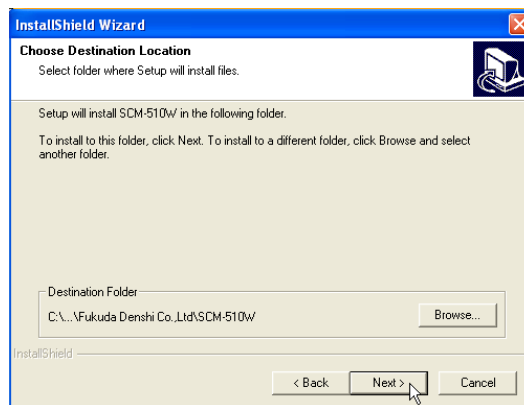 InstallShield Wizard
Choose Destination Location
Select folder where Setup will install files.
Setup will install SCM-510W in the following folder.
To install to this folder, click Next. To install to a different folder, click Browse and select
another folder.
Destination Folder
C:\...\Fukuda Denshi Co.,Ltd\SCM-510W
Browse...
InstallShield
< Back
Next >
Cancel